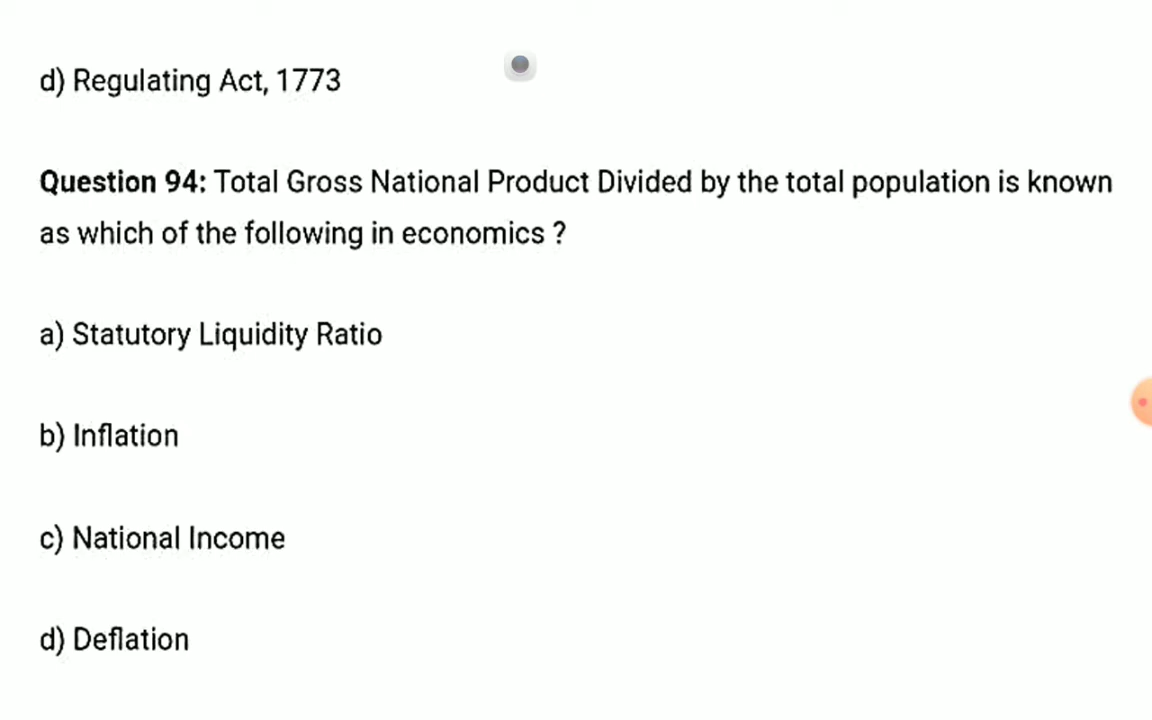 d) Regulating Act, 1773
Question 94: Total Gross National Product Divided by the total population is known
as which of the following in economics ?
a) Statutory Liquidity Ratio
b) Inflation
c) National Income
d) Deflation